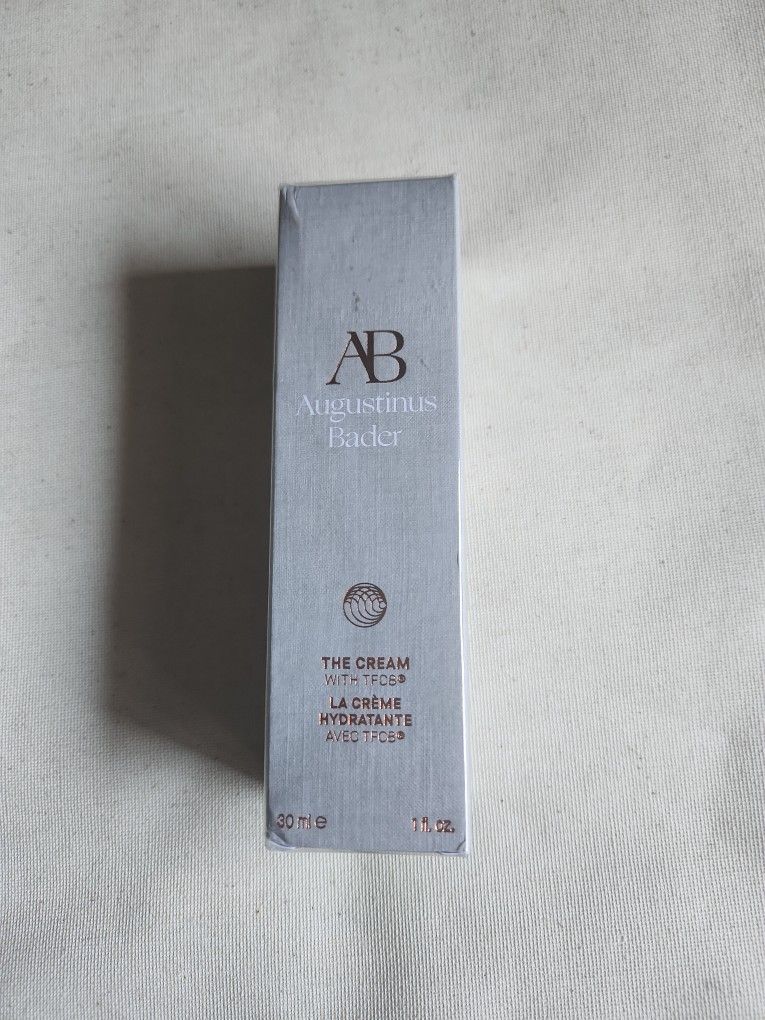 AB
Augustinus
Bader
THE CREAM
WITH TFC8®
LA CRÈME
HYDRATANTE
AVEC TFC8®
30 ml e 1 fl. oz.